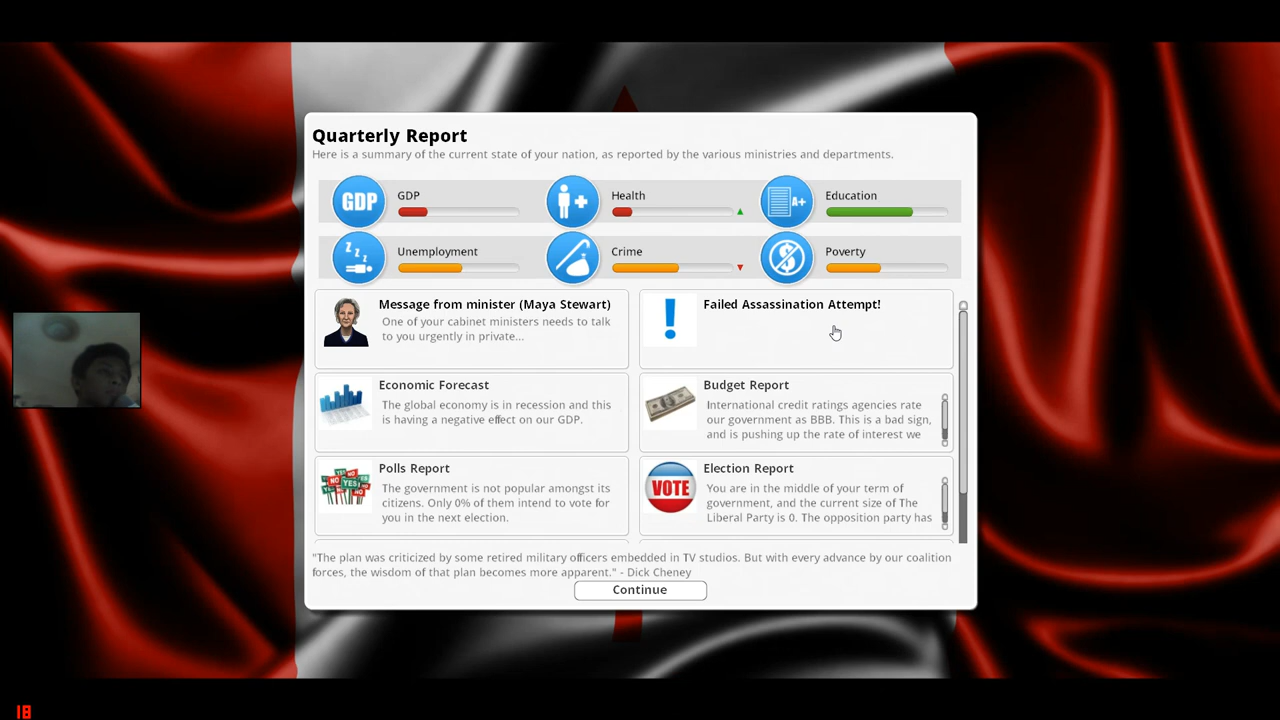 Quarterly Report
Here is a summary of the current state of your nation, as reported by the various ministries and departments.
GDP
GDP
Health
A+
Education
Z Z Z
Unemployment
Crime
$
Poverty
Message from minister (Maya Stewart)
One of your cabinet ministers needs to talk
to you urgently in private...
!
Failed Assassination Attempt!
Economic Forecast
The global economy is in recession and this
is having a negative effect on our GDP.
Budget Report
International credit ratings agencies rate
our government as BBB. This is a bad sign,
and is pushing up the rate of interest we
YES NO
NO YES! NO
Polls Report
The government is not popular amongst its
citizens. Only 0% of them intend to vote for
you in the next election.
VOTE
Election Report
You are in the middle of your term of
government, and the current size of The
Liberal Party is 0. The opposition party has
"The plan was criticized by some retired military officers embedded in TV studios. But with every advance by our coalition
forces, the wisdom of that plan becomes more apparent." - Dick Cheney
Continue
18